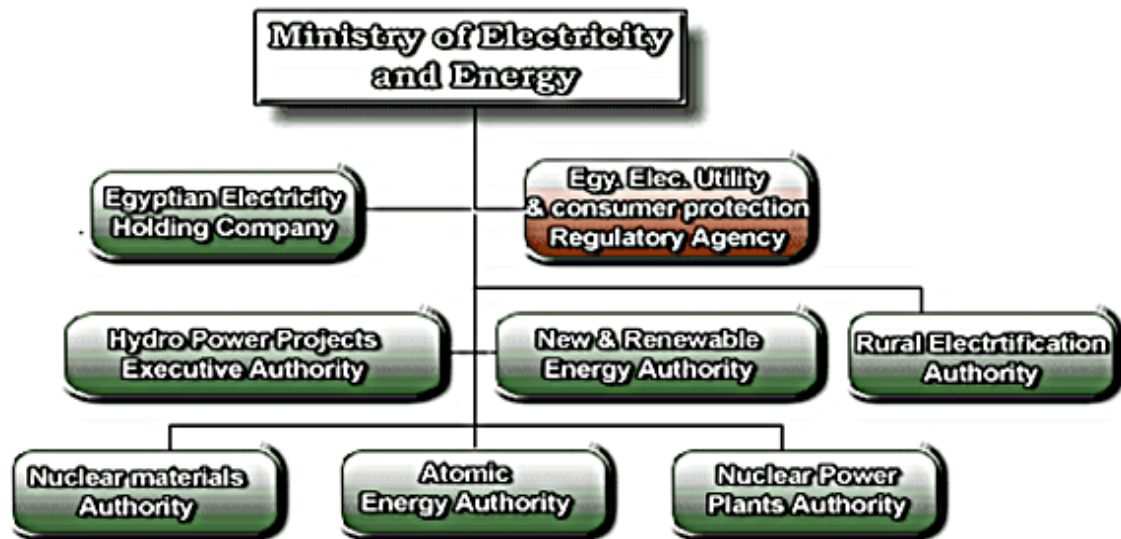 Ministry of Electricity
and Energy
Egyptian Electricity
Holding Company
Egy. Elec. Utility
& consumer protection
Regulatory Agency
Hydro Power Projects
Executive Authority
New & Renewable
Energy Authority
Rural Electrtification
Authority
Nuclear materials
Authority
Atomic
Energy Authority
Nuclear Power
Plants Authority